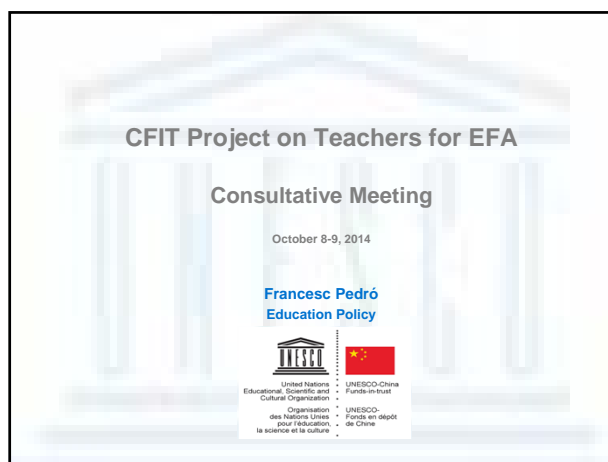 CFIT Project on Teachers for EFA
Consultative Meeting
October 8-9, 2014
Francesc Pedró
Education Policy
UNESCO
United Nations
Educational, Scientific and
Cultural Organization
Organisation
des Nations Unies
pour l'éducation,
la science et la culture
UNESCO-China
Funds-in-trust
UNESCO-
Fonds en dépôt
de Chine